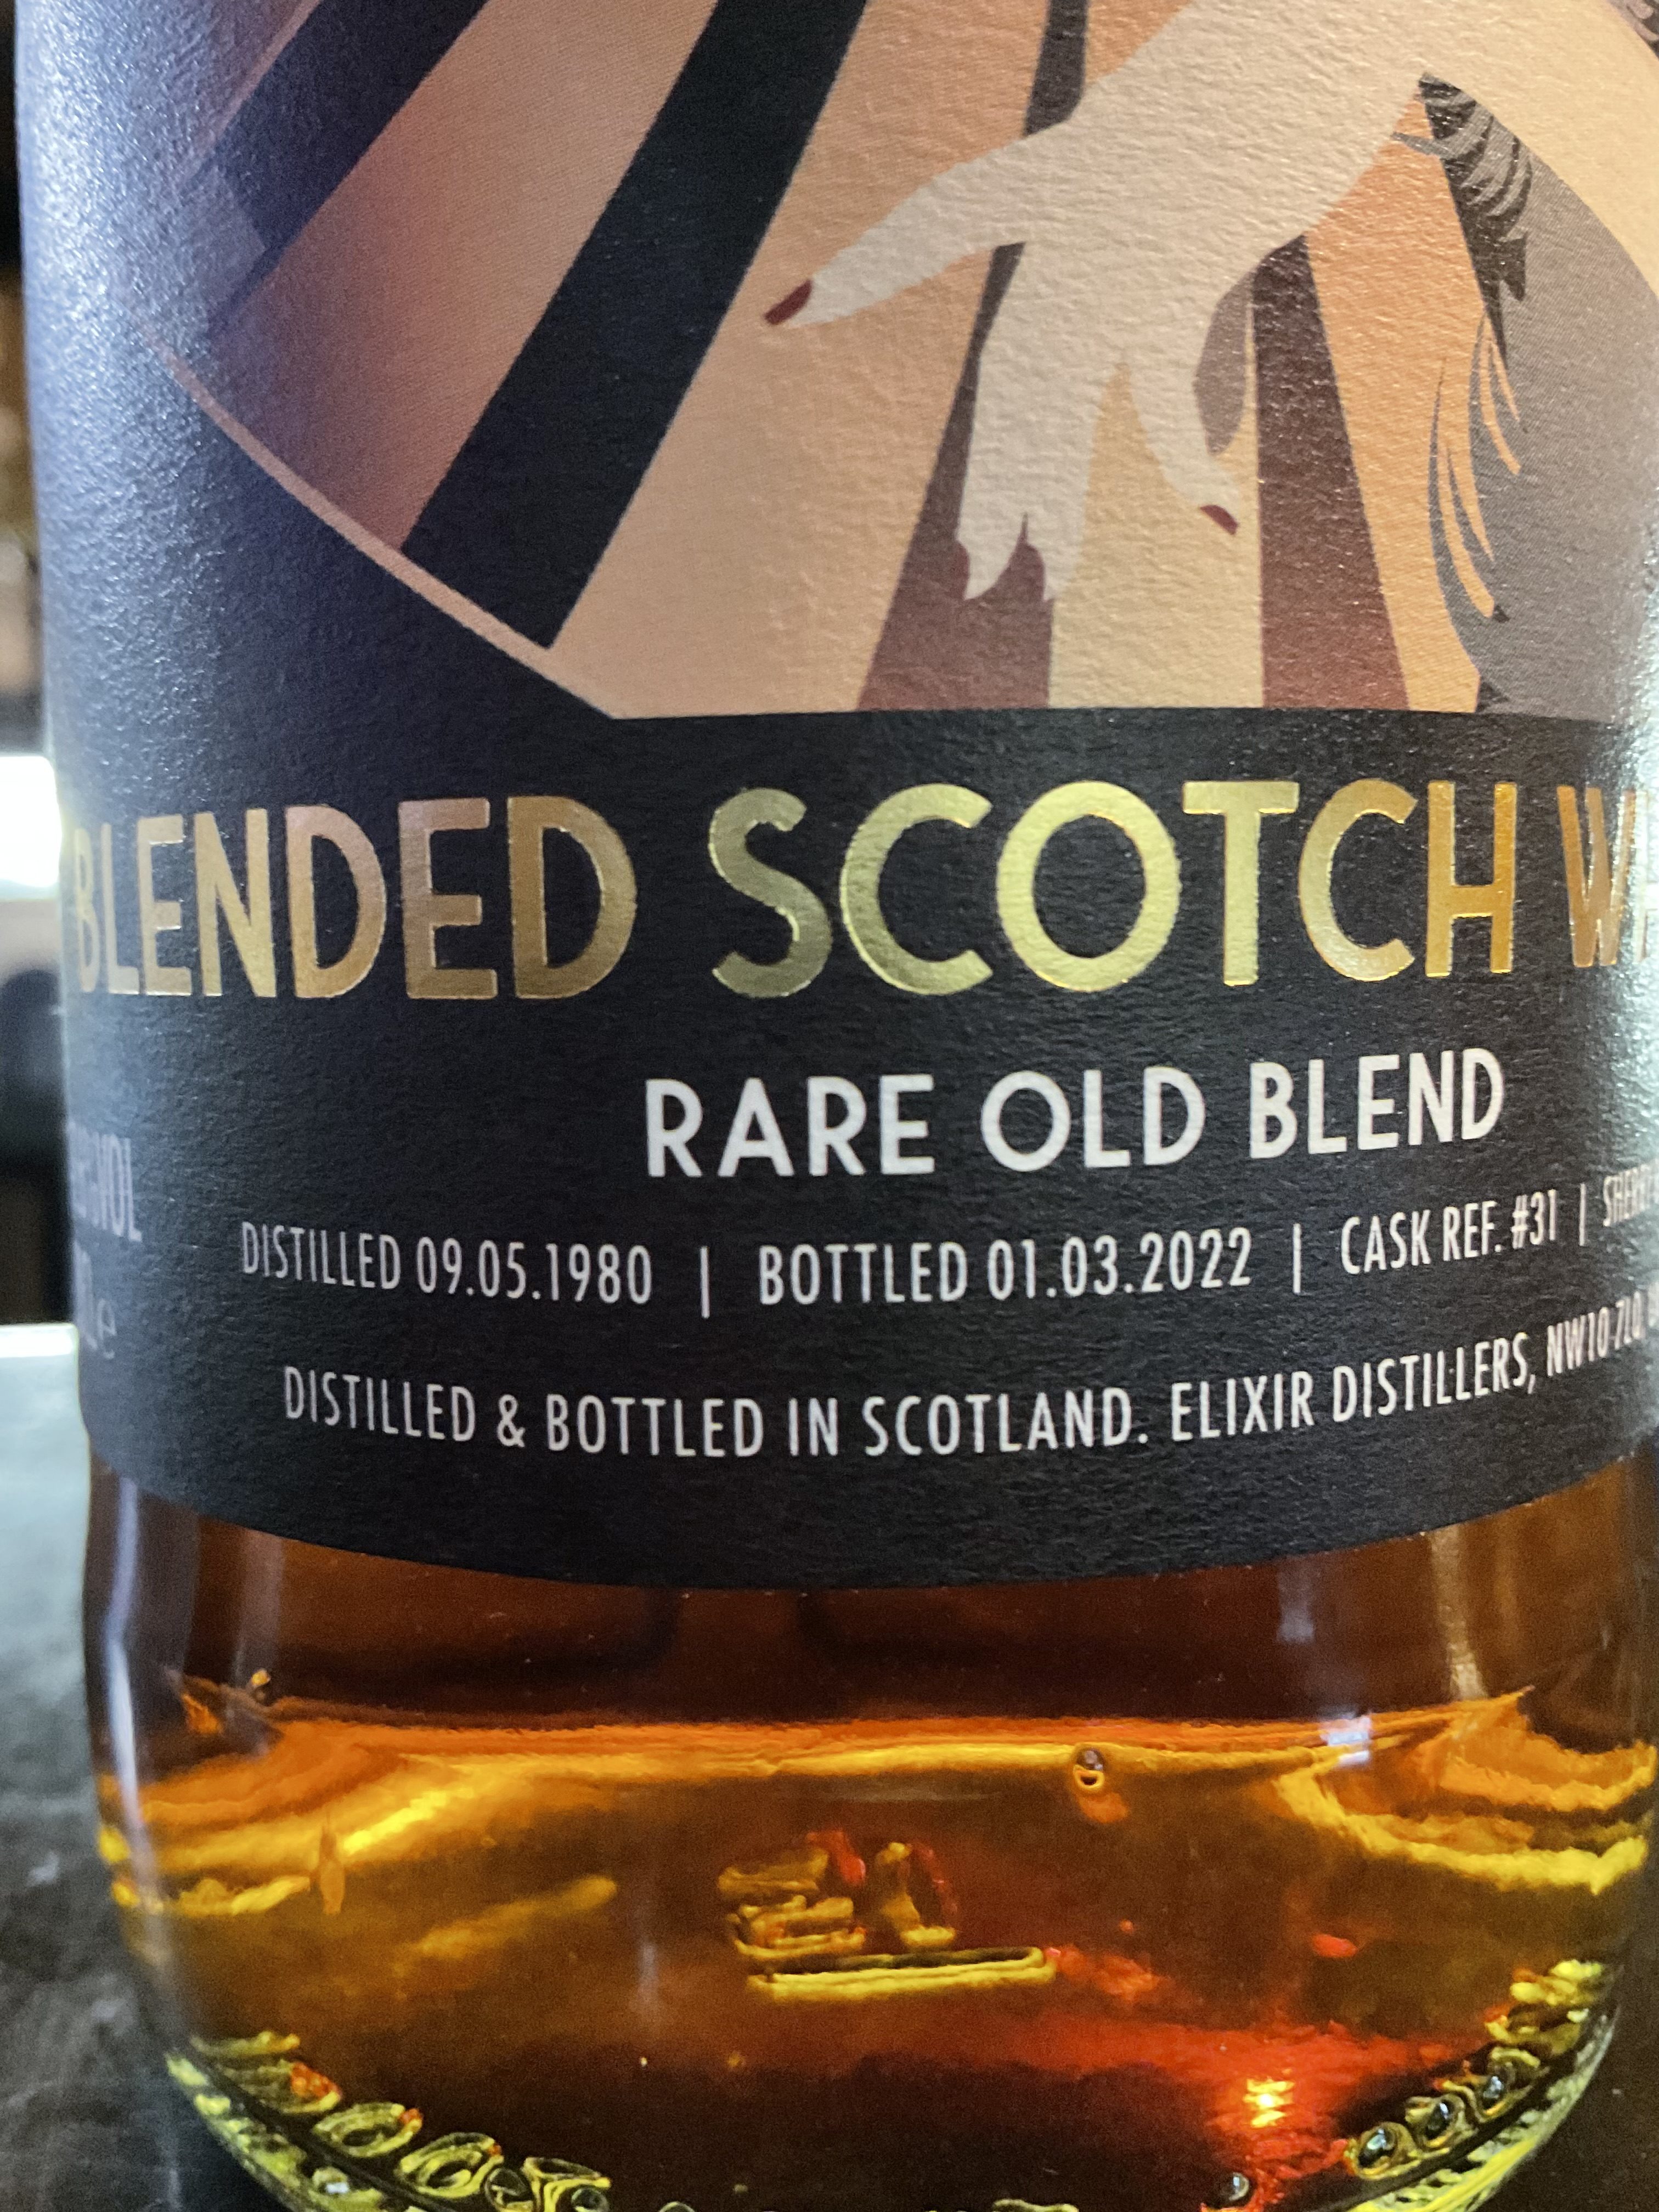 BLENDED SCOTCH
RARE OLD BLEND
DISTILLED 09.05.1980 | BOTTLED 01.03.2022 | CASK REF. #31 |
DISTILLED & BOTTLED IN SCOTLAND. ELIXIR DISTILLERS, NW10